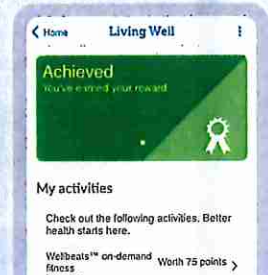 Home Living Well
Achieved
You've earned your reward
My activities
Check out the following activities. Better
health starts here.
Wellbeats™ on-demand
fitness
Worth 75 points